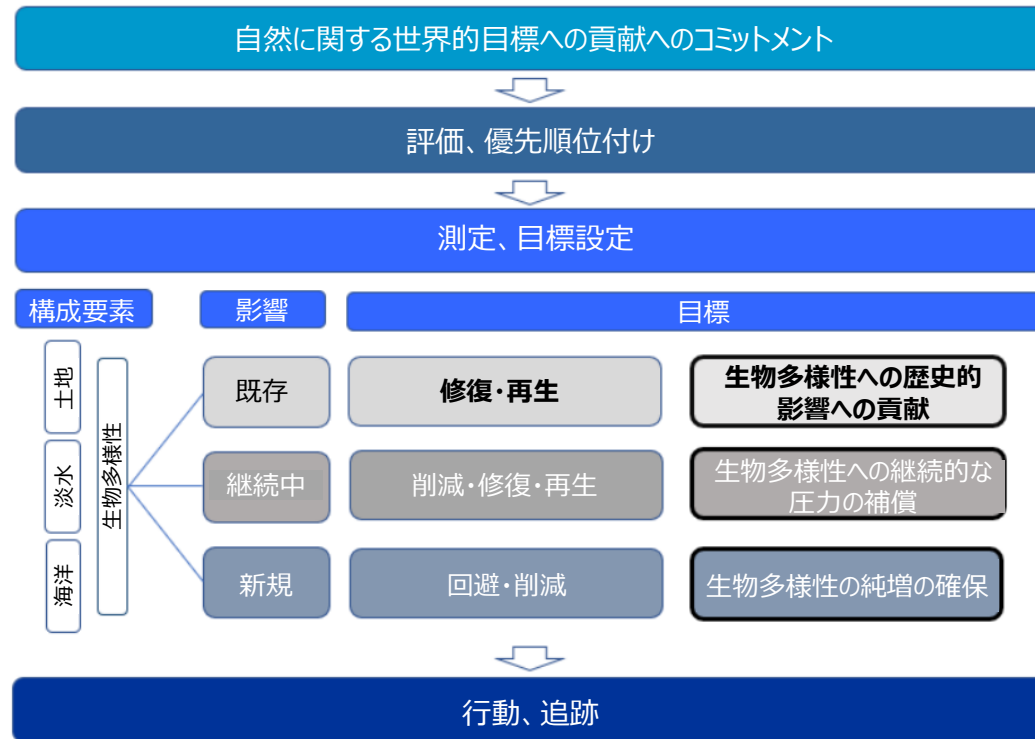 自然に関する世界的目標への貢献へのコミットメント
評価、優先順位付け
測定、目標設定
構成要素
影響
目標
土地
淡水
海洋
生物多様性
既存
修復・再生
生物多様性への歴史的
影響への貢献
継続中
削減・修復・再生
生物多様性への継続的な
圧力の補償
新規
回避・削減
生物多様性の純増の確保
行動、追跡